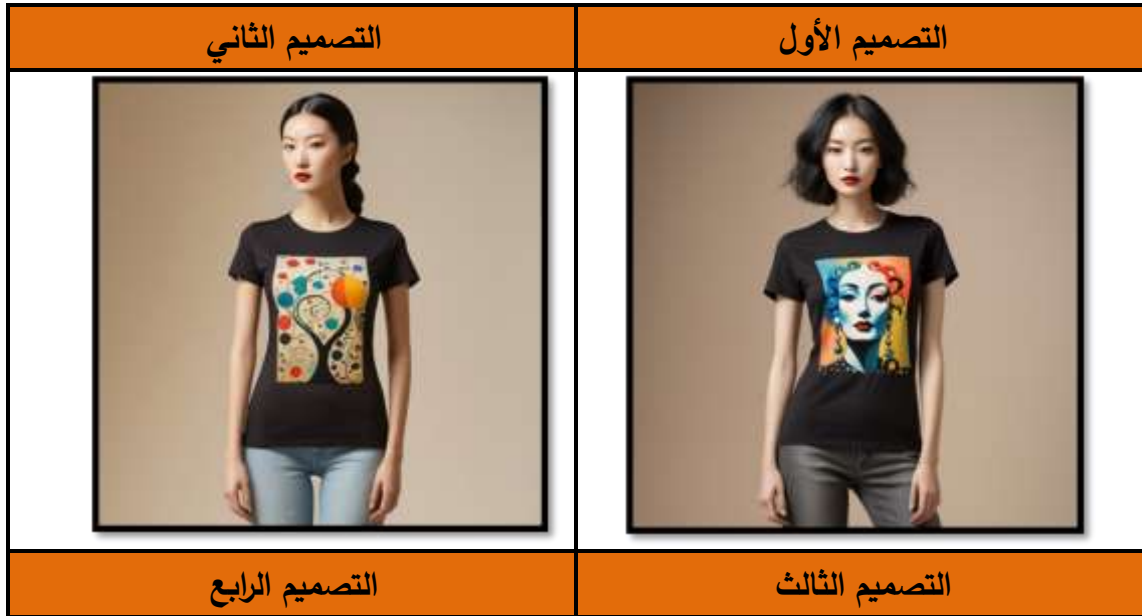 التصميم الأول
التصميم الثاني
التصميم الثالث
التصميم الرابع